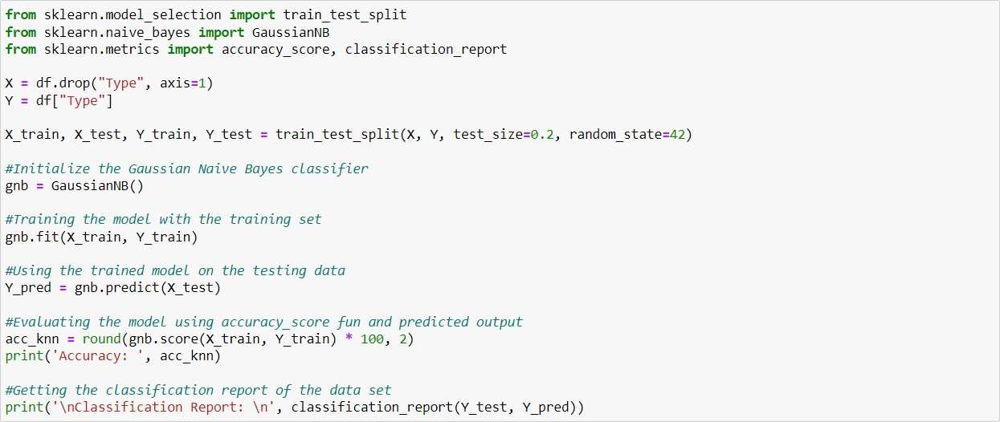 from sklearn.model_selection import train_test_split
from sklearn.naive_bayes import GaussianNB
from sklearn.metrics import accuracy_score, classification_report
X = df.drop("Type", axis=1)
Y = df["Type"]
X_train, X_test, Y_train, Y_test = train_test_split(X, Y, test_size=0.2, random_state=42)
#Initialize the Gaussian Naive Bayes classifier
gnb = GaussianNB()
#Training the model with the training set
gnb.fit(X_train, Y_train)
#Using the trained model on the testing data
Y_pred = gnb.predict(X_test)
#Evaluating the model using accuracy_score fun and predicted output
acc_knn = round(gnb.score(X_train, Y_train) * 100, 2)
print('Accuracy: ', acc_knn)
#Getting the classification report of the data set
print('\nClassification Report: \n', classification_report(Y_test, Y_pred))